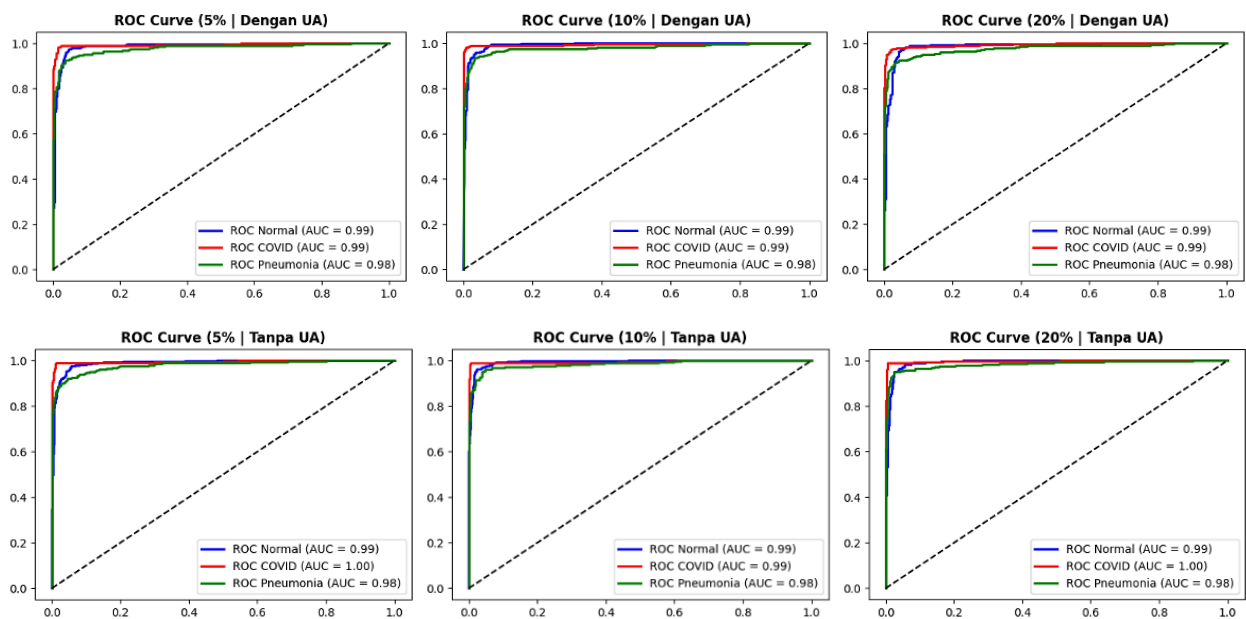 ROC Curve (5% | Dengan UA)
1.0
0.8
0.6
0.4
0.2
0.0
ROC Normal (AUC = 0.99)
ROC COVID (AUC = 0.99)
ROC Pneumonia (AUC = 0.98)
0.0 0.2 0.4 0.6 0.8 1.0
ROC Curve (10% | Dengan UA)
1.0
0.8
0.6
0.4
0.2
0.0
ROC Normal (AUC = 0.99)
ROC COVID (AUC = 0.99)
ROC Pneumonia (AUC = 0.98)
0.0 0.2 0.4 0.6 0.8 1.0
ROC Curve (20% | Dengan UA)
1.0
0.8
0.6
0.4
0.2
0.0
ROC Normal (AUC = 0.99)
ROC COVID (AUC = 0.99)
ROC Pneumonia (AUC = 0.98)
0.0 0.2 0.4 0.6 0.8 1.0
ROC Curve (5% | Tanpa UA)
1.0
0.8
0.6
0.4
0.2
0.0
ROC Normal (AUC = 0.99)
ROC COVID (AUC = 1.00)
ROC Pneumonia (AUC = 0.98)
0.0 0.2 0.4 0.6 0.8 1.0
ROC Curve (10% | Tanpa UA)
1.0
0.8
0.6
0.4
0.2
0.0
ROC Normal (AUC = 0.99)
ROC COVID (AUC = 0.99)
ROC Pneumonia (AUC = 0.98)
0.0 0.2 0.4 0.6 0.8 1.0
ROC Curve (20% | Tanpa UA)
1.0
0.8
0.6
0.4
0.2
0.0
ROC Normal (AUC = 0.99)
ROC COVID (AUC = 1.00)
ROC Pneumonia (AUC = 0.98)
0.0 0.2 0.4 0.6 0.8 1.0